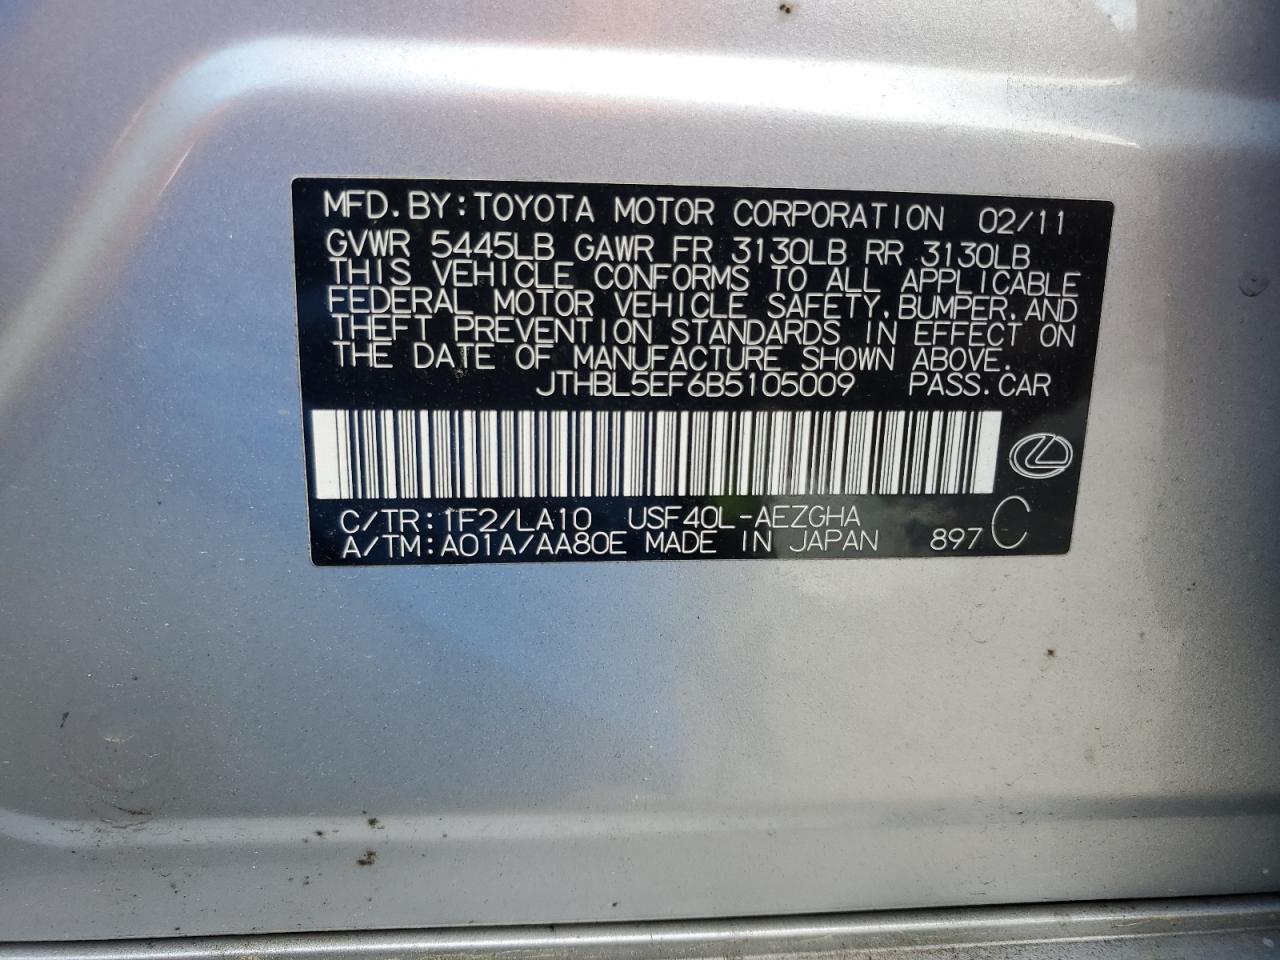 MFD.BY:TOYOTA MOTOR CORPORATION 02/11
GVWR 5445LB GAWR FR 3130LB RR 3130LB
THIS VEHICLE CONFORMS TO ALL APPLICABLE
FEDERAL MOTOR VEHICLE SAFETY,BUMPER,AND
THEFT PREVENTION STANDARDS IN EFFECT ON
THE DATE OF MANUFACTURE SHOWN ABOVE.
JTHBL5EF6B5105009 PASS.CAR
C/TR:1F2/LA10 USF40L-AEZGHA
A/TM:A01A/AA80E MADE IN JAPAN 897 C